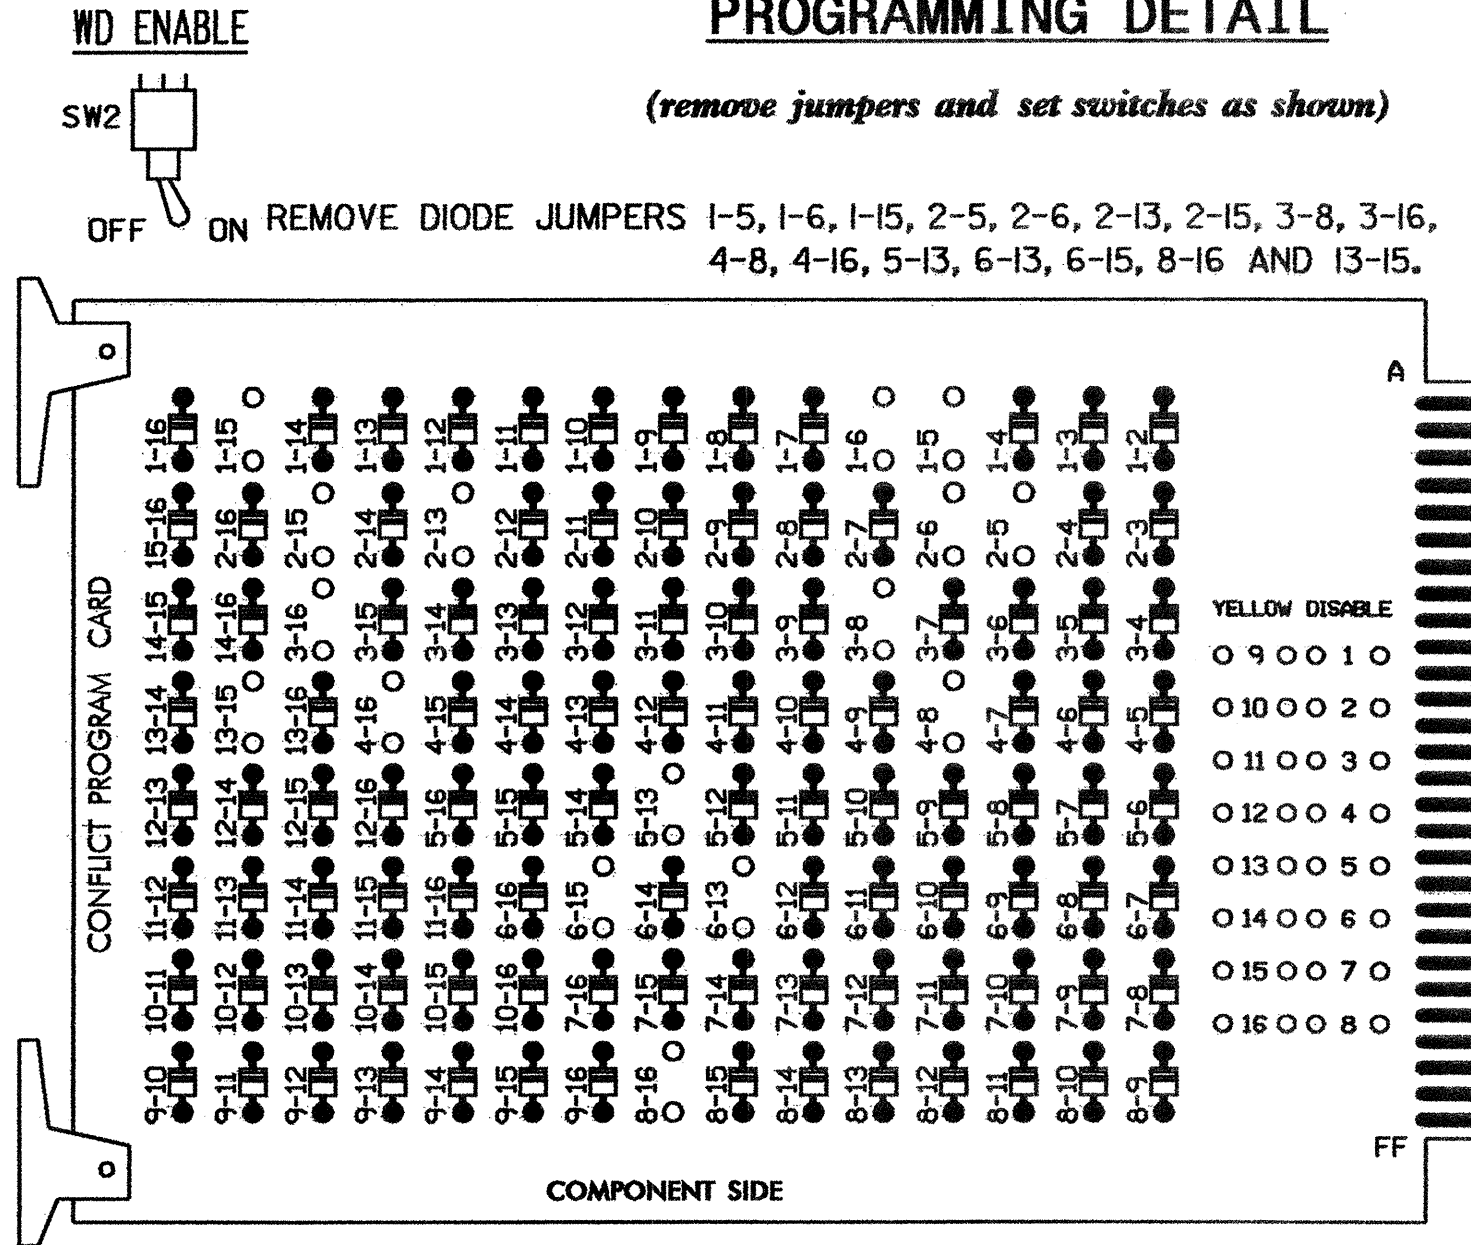 WD ENABLE
PROGRAMMING DETAIL
(remove jumpers and set switches as shown)
SW2
OFF
ON
REMOVE DIODE JUMPERS 1-5, 1-6, 1-15, 2-5, 2-6, 2-13, 2-15, 3-8, 3-16,
4-8, 4-16, 5-13, 6-13, 6-15, 8-16 AND 13-15.
A
1-16 1-15 1-14 1-13 1-12 1-11 1-10 1-9 1-8 1-7 1-6 1-5 1-4 1-3 1-2
15-16 2-16 2-15 2-14 2-13 2-12 2-11 2-10 2-9 2-8 2-7 2-6 2-5 2-4 2-3
14-15 14-16 3-16 3-15 3-14 3-13 3-12 3-11 3-10 3-9 3-8 3-7 3-6 3-5 3-4
13-14 13-15 13-16 4-16 4-15 4-14 4-13 4-12 4-11 4-10 4-9 4-8 4-7 4-6 4-5
12-13 12-14 12-15 12-16 5-16 5-15 5-14 5-13 5-12 5-11 5-10 5-9 5-8 5-7 5-6
11-12 11-13 11-14 11-15 11-16 6-16 6-15 6-14 6-13 6-12 6-11 6-10 6-9 6-8 6-7
10-11 10-12 10-13 10-14 10-15 10-16 7-16 7-15 7-14 7-13 7-12 7-11 7-10 7-9 7-8
9-10 9-11 9-12 9-13 9-14 9-15 9-16 8-16 8-15 8-14 8-13 8-12 8-11 8-10 8-9
CONFLICT PROGRAM CARD
YELLOW DISABLE
9 1
10 2
11 3
12 4
13 5
14 6
15 7
16 8
FF
COMPONENT SIDE